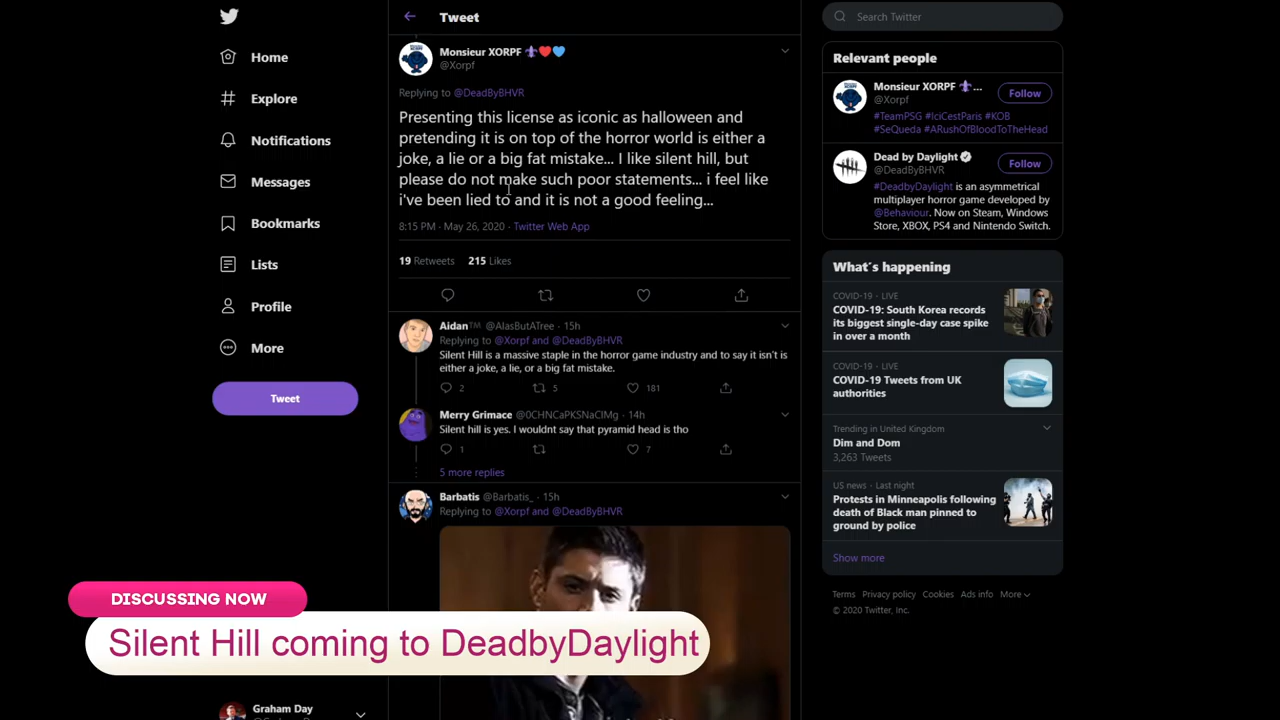 Home
Explore
Notifications
Messages
Bookmarks
Lists
Profile
More
Tweet
Graham Day
Tweet
Monsieur XORPF
@Xorpf
Replying to @DeadByBHVR
Presenting this license as iconic as halloween and
pretending it is on top of the horror world is either a
joke, a lie or a big fat mistake... I like silent hill, but
please do not make such poor statements... i feel like
i've been lied to and it is not a good feeling...
8:15 PM · May 26, 2020 · Twitter Web App
19 Retweets 215 Likes
Aidan™ @AlasButATree · 15h
Replying to @Xorpf and @DeadByBHVR
Silent Hill is a massive staple in the horror game industry and to say it isn't is
either a joke, a lie, or a big fat mistake.
2 5 181
Merry Grimace @0CHNCaPKSNaCIMg · 14h
Silent hill is yes. I wouldnt say that pyramid head is tho
1 7
5 more replies
Barbatis @Barbatis_ · 15h
Replying to @Xorpf and @DeadByBHVR
Search Twitter
Relevant people
Monsieur XORPF ...
@Xorpf
Follow
#TeamPSG #IciCestParis #KOB
#SeQueda #ARushOfBloodToTheHead
Dead by Daylight
@DeadByBHVR
Follow
#DeadbyDaylight is an asymmetrical
multiplayer horror game developed by
@Behaviour. Now on Steam, Windows
Store, XBOX, PS4 and Nintendo Switch.
What's happening
COVID-19 · LIVE
COVID-19: South Korea records
its biggest single-day case spike
in over a month
COVID-19 · LIVE
COVID-19 Tweets from UK
authorities
Trending in United Kingdom
Dim and Dom
3,263 Tweets
US news · Last night
Protests in Minneapolis following
death of Black man pinned to
ground by police
Show more
Terms Privacy policy Cookies Ads info More
© 2020 Twitter, Inc.
DISCUSSING NOW
Silent Hill coming to DeadbyDaylight